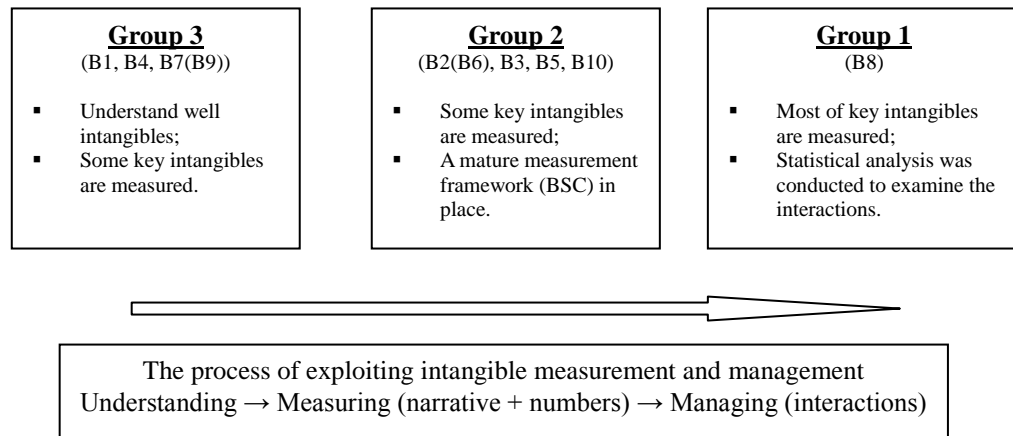 Group 3
(B1, B4, B7(B9))
▪ Understand well
intangibles;
▪ Some key intangibles
are measured.
Group 2
(B2(B6), B3, B5, B10)
▪ Some key intangibles
are measured;
▪ A mature measurement
framework (BSC) in
place.
Group 1
(B8)
▪ Most of key intangibles
are measured;
▪ Statistical analysis was
conducted to examine the
interactions.
The process of exploiting intangible measurement and management
Understanding → Measuring (narrative + numbers) → Managing (interactions)